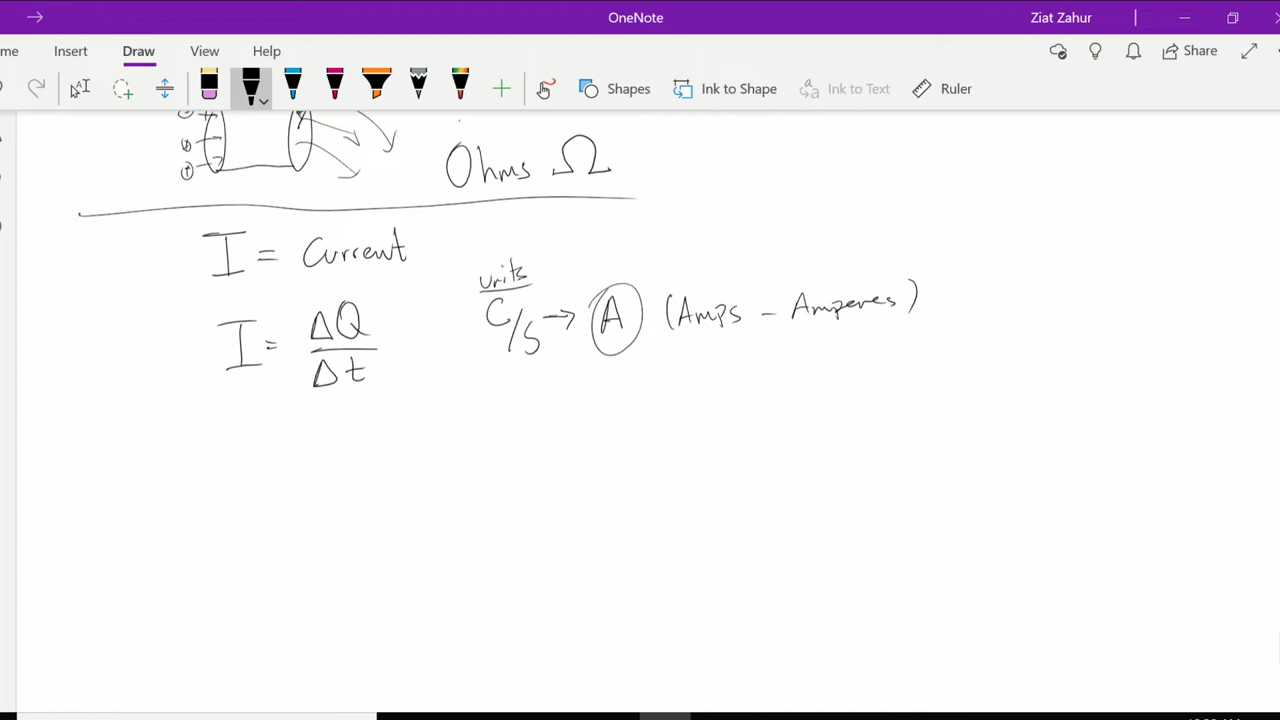 OneNote
Ziat Zahur
me Insert Draw View Help
Share
Shapes Ink to Shape Ink to Text Ruler
Ohms Ω
I = Current
units
I = ΔQ/Δt C/s → A (Amps - Amperes)